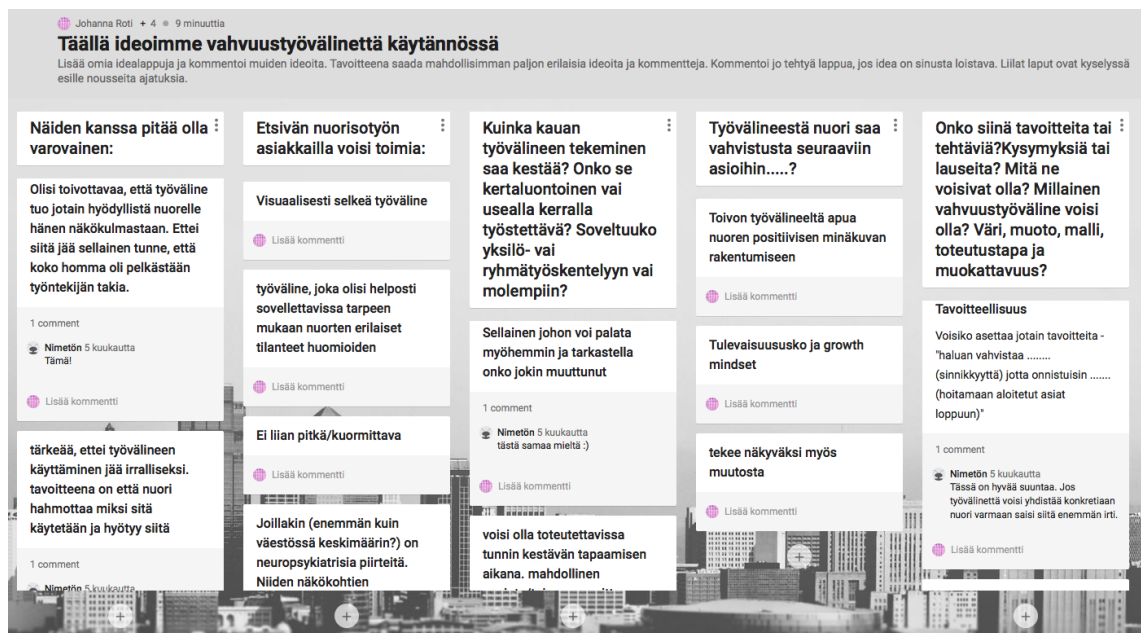 Johanna Roti + 4 9 minuuttia
Täällä ideoimme vahvuustyövälinettä käytännössä
Lisää omia idealappuja ja kommentoi muiden ideoita. Tavoitteena saada mahdollisimman paljon erilaisia ideoita ja kommentteja. Kommentoi jo tehtyä lappua, jos idea on sinusta loistava. Liilat laput ovat kyselyssä
esille nousseita ajatuksia.
Näiden kanssa pitää olla
varovainen:
Olisi toivottavaa, että työväline
tuo jotain hyödyllistä nuorelle
hänen näkökulmastaan. Ettei
siitä jää sellainen tunne, että
koko homma oli pelkästään
työntekijän takia.
1 comment
Nimetön 5 kuukautta
Tämä!
Lisää kommentti
tärkeää, ettei työvälineen
käyttäminen jää irralliseksi.
tavoitteena on että nuori
hahmottaa miksi sitä
käytetään ja hyötyy siitä
1 comment
Nimetön 5 kuukautta
Etsivän nuorisotyön
asiakkailla voisi toimia:
Visuaalisesti selkeä työväline
Lisää kommentti
työväline, joka olisi helposti
sovellettavissa tarpeen
mukaan nuorten erilaiset
tilanteet huomioiden
Lisää kommentti
Ei liian pitkä/kuormittava
Lisää kommentti
Joillakin (enemmän kuin
väestössä keskimäärin?) on
neuropsykiatrisia piirteitä.
Niiden näkökohtien
Kuinka kauan
työvälineen tekeminen
saa kestää? Onko se
kertaluontoinen vai
usealla kerralla
työstettävä? Soveltuuko
yksilö- vai
ryhmätyöskentelyyn vai
molempiin?
Sellainen johon voi palata
myöhemmin ja tarkastella
onko jokin muuttunut
1 comment
Nimetön 5 kuukautta
tästä samaa mieltä :)
Lisää kommentti
voisi olla toteutettavissa
tunnin kestävän tapaamisen
aikana. mahdollinen
Työvälineestä nuori saa
vahvistusta seuraaviin
asioihin.....?
Toivon työvälineeltä apua
nuoren positiivisen minäkuvan
rakentumiseen
Lisää kommentti
Tulevaisuususko ja growth
mindset
Lisää kommentti
tekee näkyväksi myös
muutosta
Lisää kommentti
Onko siinä tavoitteita tai
tehtäviä?Kysymyksiä tai
lauseita? Mitä ne
voisivat olla? Millainen
vahvuustyöväline voisi
olla? Väri, muoto, malli,
toteutustapa ja
muokattavuus?
Tavoitteellisuus
Voisiko asettaa jotain tavoitteita -
"haluan vahvistaa ........
(sinnikkyyttä) jotta onnistuisin .......
(hoitamaan aloitetut asiat
loppuun)"
1 comment
Nimetön 5 kuukautta
Tässä on hyvää suuntaa. Jos
työvälinettä voisi yhdistää konkretiaan
nuori varmaan saisi siitä enemmän irti.
Lisää kommentti